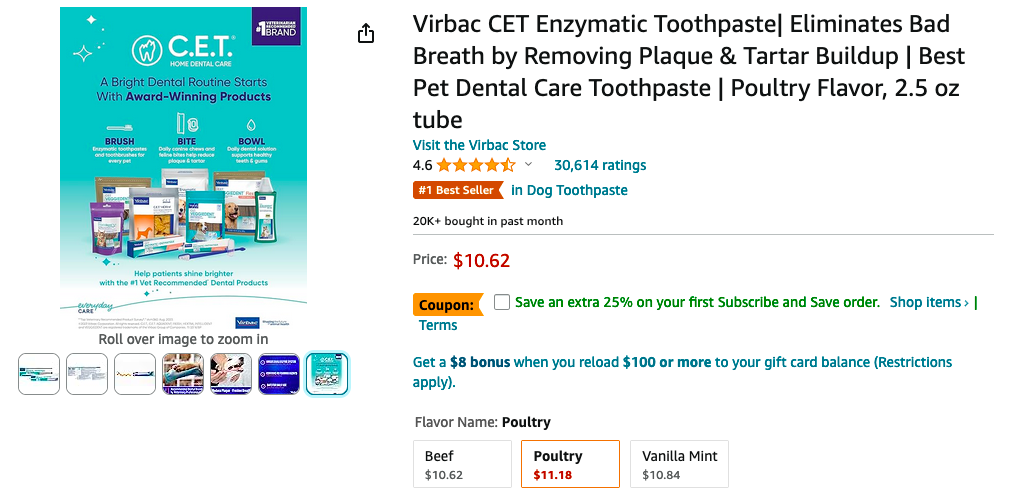 #1 VETERINARIAN
RECOMMENDED
BRAND
C.E.T.®
HOME DENTAL CARE
A Bright Dental Routine Starts
With Award-Winning Products
BRUSH
Enzymatic toothpastes
and toothbrushes for
every pet
BITE
Daily canine chews and
feline bites help reduce
plaque & tartar
BOWL
Daily dental solution
supports healthy
teeth & gums
Help patients shine brighter
with the #1 Vet Recommended* Dental Products
everyday
CARE
Virbac
Roll over image to zoom in
Virbac CET Enzymatic Toothpaste| Eliminates Bad
Breath by Removing Plaque & Tartar Buildup | Best
Pet Dental Care Toothpaste | Poultry Flavor, 2.5 oz
tube
Visit the Virbac Store
4.6 30,614 ratings
#1 Best Seller in Dog Toothpaste
20K+ bought in past month
Price: $10.62
Coupon: Save an extra 25% on your first Subscribe and Save order. Shop items › |
Terms
Get a $8 bonus when you reload $100 or more to your gift card balance (Restrictions
apply).
Flavor Name: Poultry
Beef
$10.62
Poultry
$11.18
Vanilla Mint
$10.84